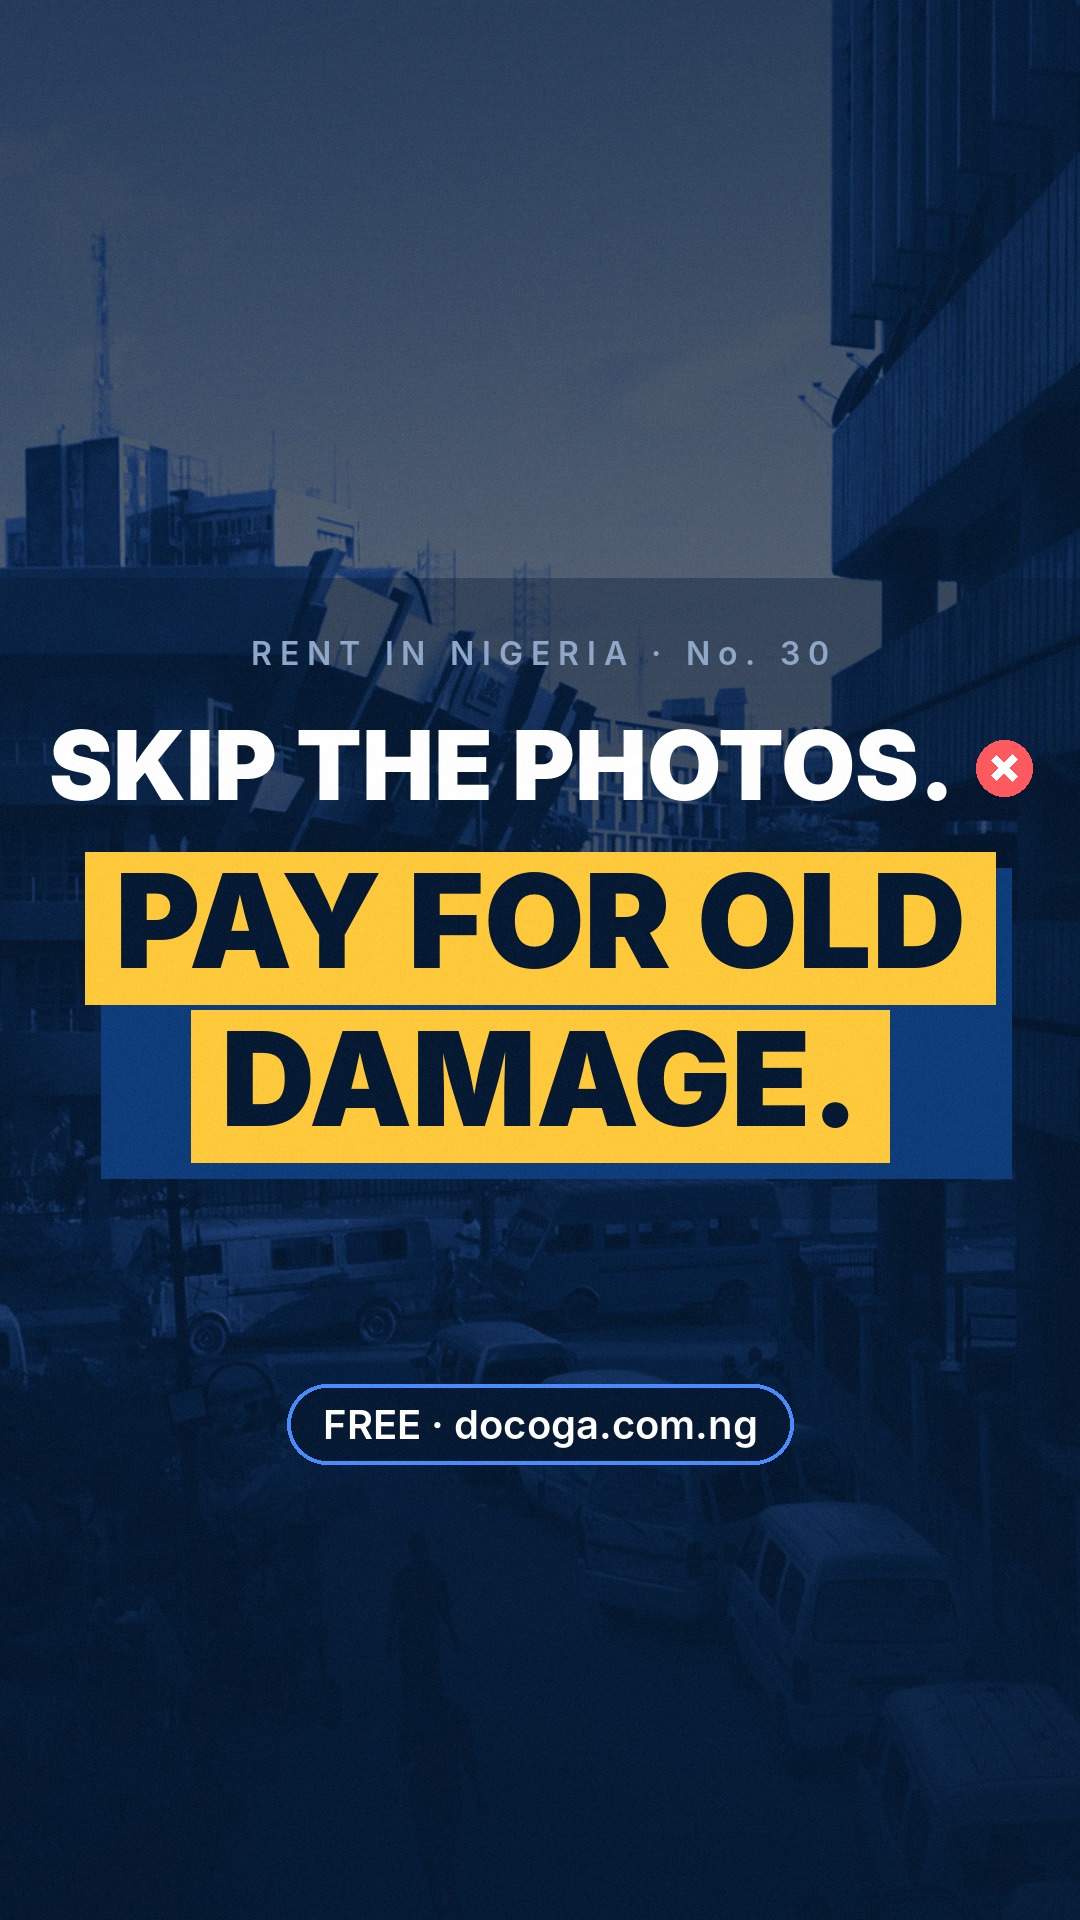 RENT IN NIGERIA · No. 30
SKIP THE PHOTOS.
PAY FOR OLD
DAMAGE.
FREE · docoga.com.ng